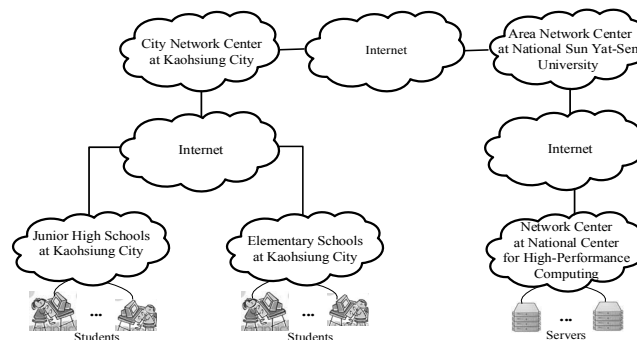 City Network Center
at Kaohsiung City
Internet
Area Network Center
at National Sun Yat-Sen
University
Internet
Internet
Junior High Schools
at Kaohsiung City
Elementary Schools
at Kaohsiung City
Network Center
at National Center
for High-Performance
Computing
...
...
...
Students
Students
Servers